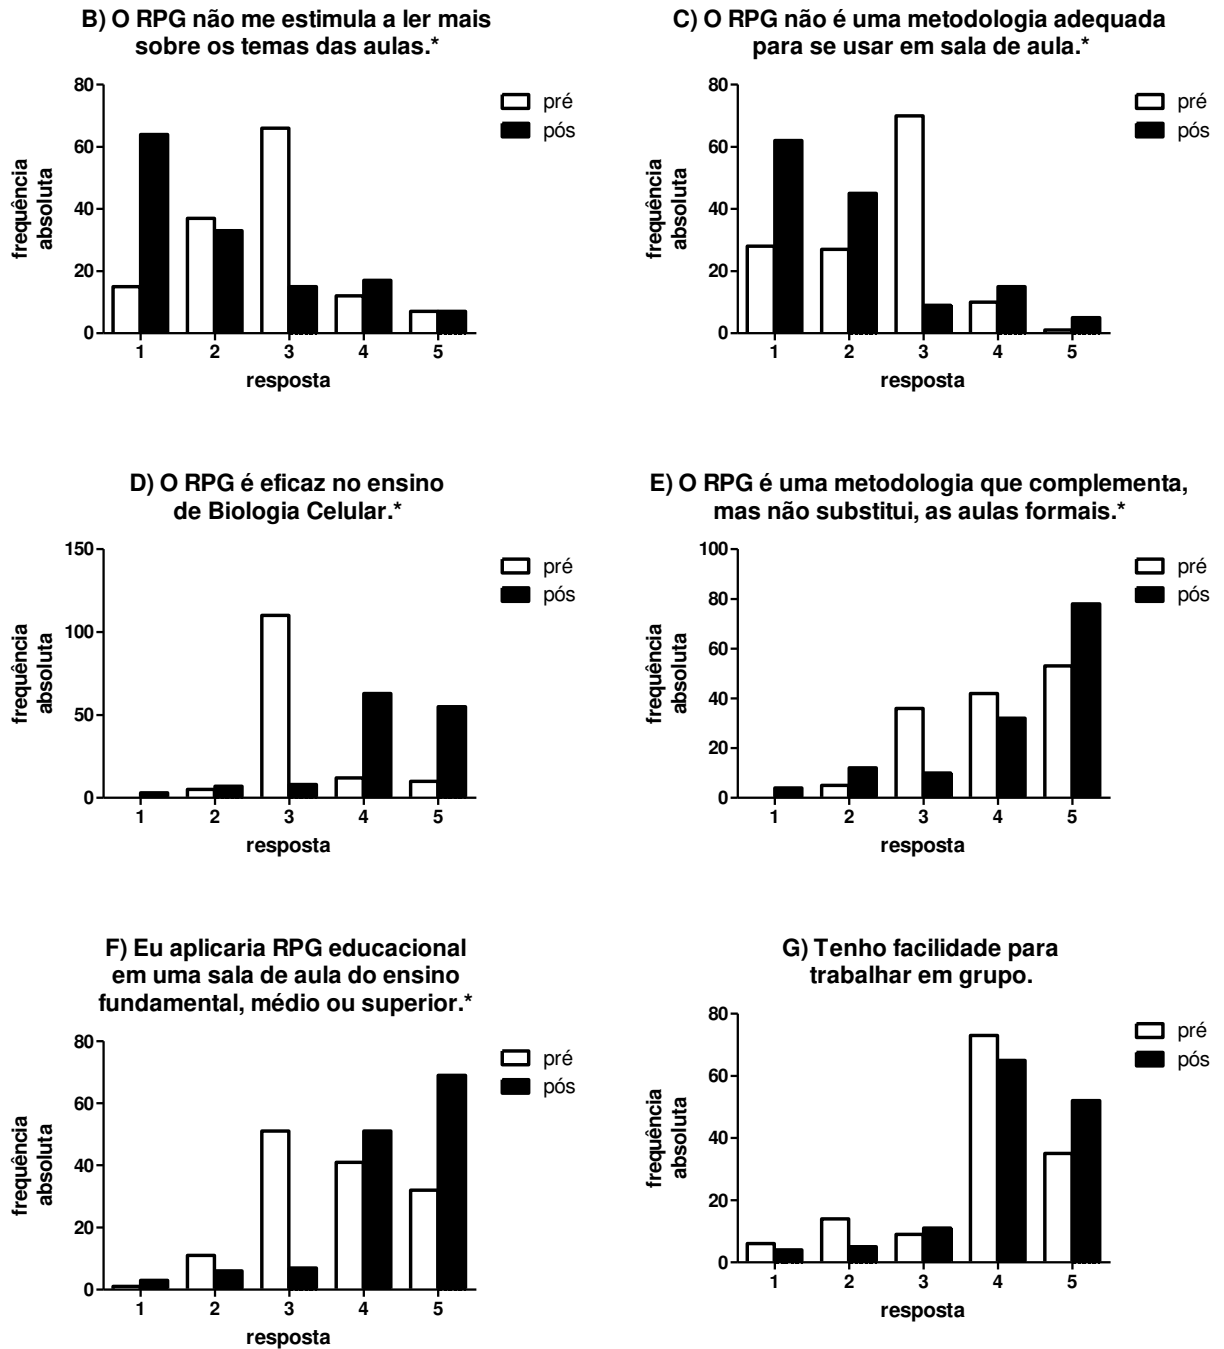 B) O RPG não me estimula a ler mais
sobre os temas das aulas.*
80
60
40
20
0
frequência
absoluta
1 2 3 4 5
resposta
pré
pós
C) O RPG não é uma metodologia adequada
para se usar em sala de aula.*
80
60
40
20
0
frequência
absoluta
1 2 3 4 5
resposta
pré
pós
D) O RPG é eficaz no ensino
de Biologia Celular.*
150
100
50
0
frequência
absoluta
1 2 3 4 5
resposta
pré
pós
E) O RPG é uma metodologia que complementa,
mas não substitui, as aulas formais.*
100
80
60
40
20
0
frequência
absoluta
1 2 3 4 5
resposta
pré
pós
F) Eu aplicaria RPG educacional
em uma sala de aula do ensino
fundamental, médio ou superior.*
80
60
40
20
0
frequência
absoluta
1 2 3 4 5
resposta
pré
pós
G) Tenho facilidade para
trabalhar em grupo.
80
60
40
20
0
frequência
absoluta
1 2 3 4 5
resposta
pré
pós